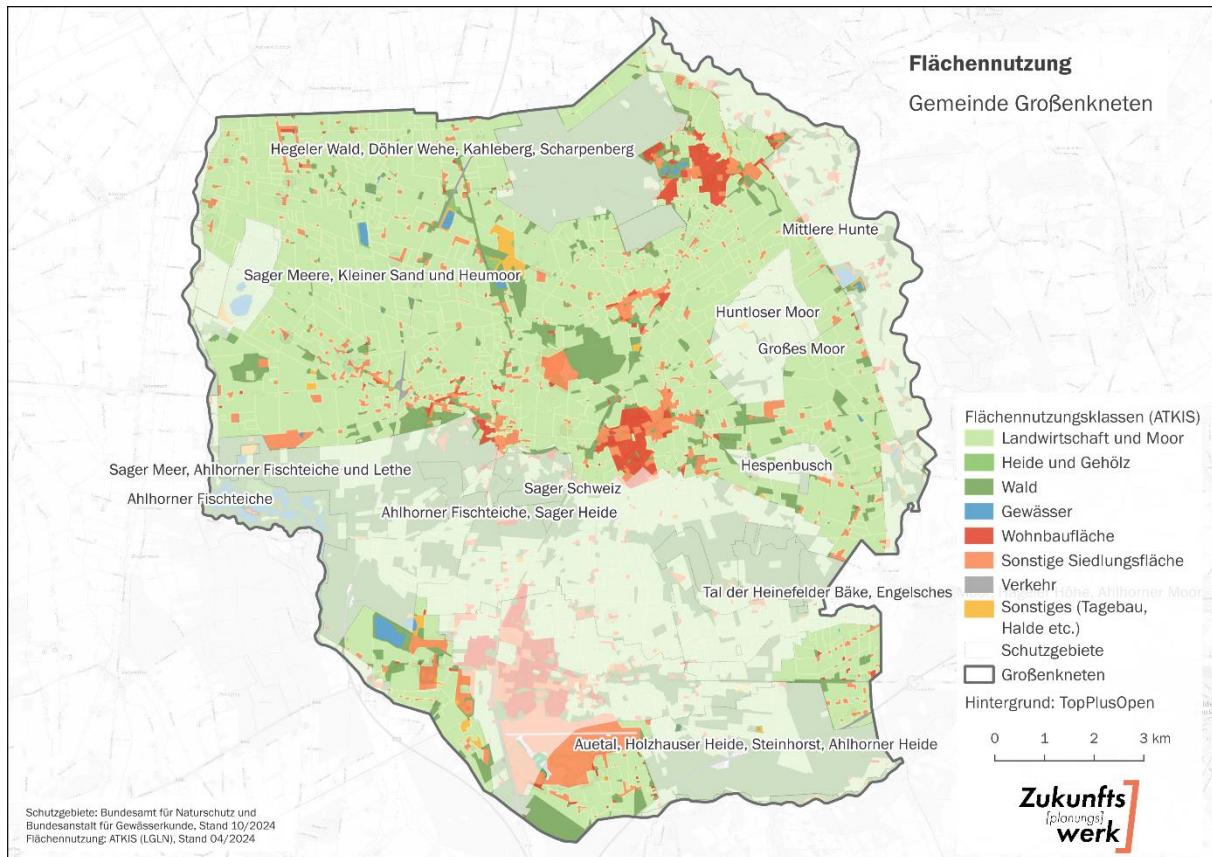 Flächennutzung
Gemeinde Großenkneten
Hegeler Wald, Döhler Wehe, Kahleberg, Scharpenberg
Mittlere Hunte
Sager Meere, Kleiner Sand und Heumoor
Huntloser Moor
Großes Moor
Sager Meer, Ahlhorner Fischteiche und Lethe
Hespenbusch
Sager Schweiz
Ahlhorner Fischteiche
Ahlhorner Fischteiche, Sager Heide
Tal der Heinefelder Bäke, Engelsches
Höhe, Ahlhorner Moor
Auetal, Holzhauser Heide, Steinhorst, Ahlhorner Heide
Flächennutzungsklassen (ATKIS)
Landwirtschaft und Moor
Heide und Gehölz
Wald
Gewässer
Wohnbaufläche
Sonstige Siedlungsfläche
Verkehr
Sonstiges (Tagebau,
Halde etc.)
Schutzgebiete
Großenkneten
Hintergrund: TopPlusOpen
0 1 2 3 km
Schutzgebiete: Bundesamt für Naturschutz und
Bundesanstalt für Gewässerkunde, Stand 10/2024
Flächennutzung: ATKIS (LGLN), Stand 04/2024
Zukunfts
[planungs]
werk